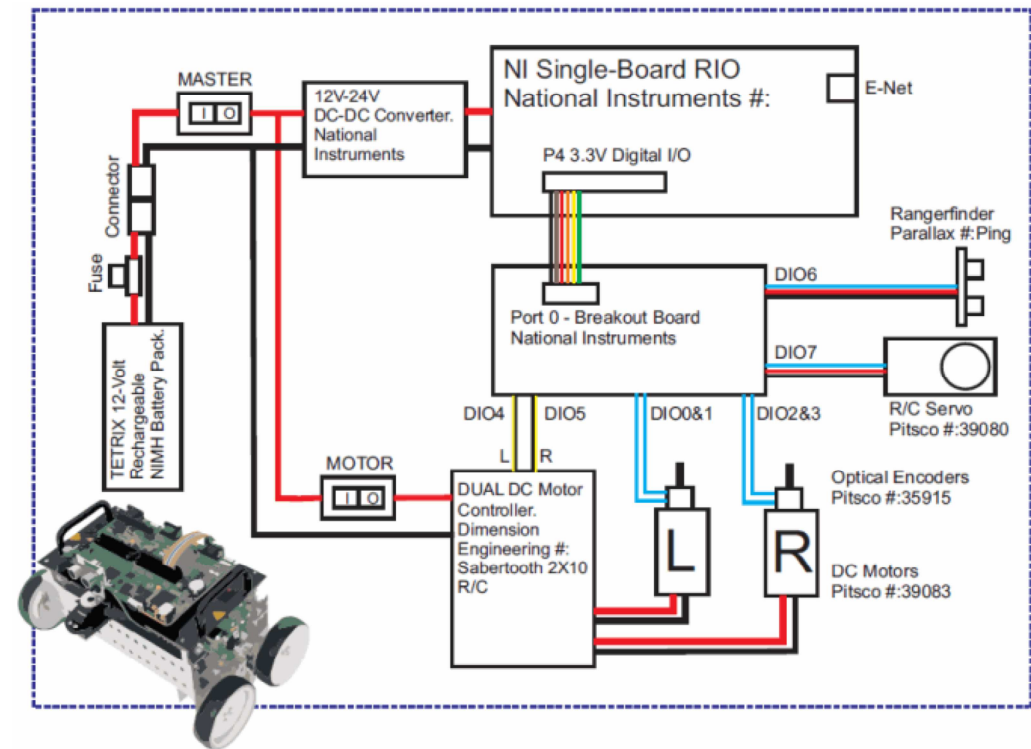 MASTER
I O
12V-24V
DC-DC Converter.
National
Instruments
NI Single-Board RIO
National Instruments #:
E-Net
P4 3.3V Digital I/O
Connector
Fuse
TETRIX 12-Volt
Rechargeable
NIMH Battery Pack.
Rangerfinder
Parallax #:Ping
DIO6
Port 0 - Breakout Board
National Instruments
DIO7
R/C Servo
Pitsco #:39080
DIO4
DIO5
DIO0&1
DIO2&3
L
R
MOTOR
I O
DUAL DC Motor
Controller.
Dimension
Engineering #:
Sabertooth 2X10
R/C
Optical Encoders
Pitsco #:35915
L
R
DC Motors
Pitsco #:39083